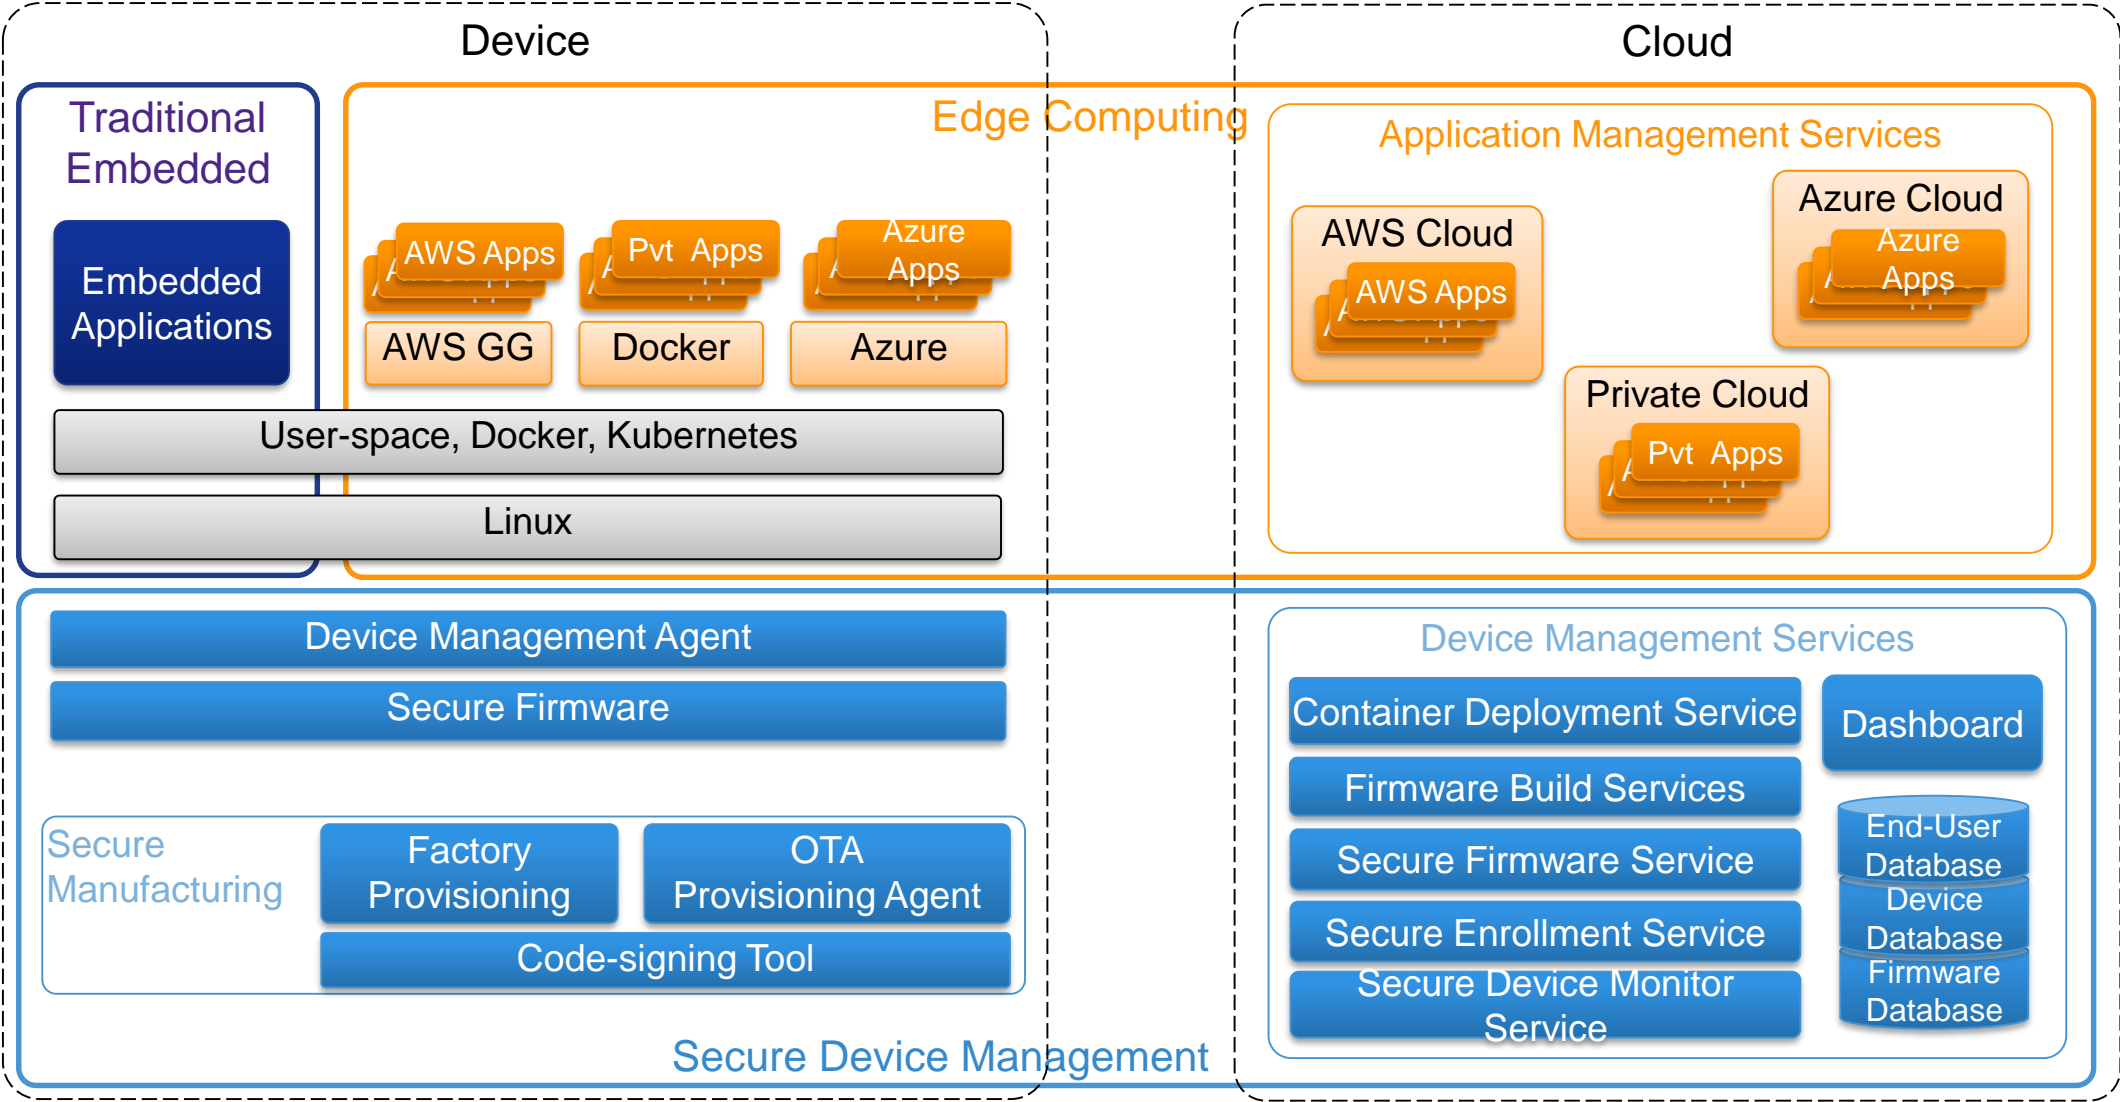 Device
Cloud
Traditional
Embedded
Edge Computing
Application Management Services
Embedded
Applications
AWS Apps
Pvt Apps
Azure
Apps
AWS GG
Docker
Azure
AWS Cloud
AWS Apps
Azure Cloud
Azure
Apps
Private Cloud
Pvt Apps
User-space, Docker, Kubernetes
Linux
Device Management Agent
Secure Firmware
Secure
Manufacturing
Factory
Provisioning
OTA
Provisioning Agent
Code-signing Tool
Device Management Services
Container Deployment Service
Firmware Build Services
Secure Firmware Service
Secure Enrollment Service
Secure Device Monitor
Service
Dashboard
End-User
Database
Device
Database
Firmware
Database
Secure Device Management